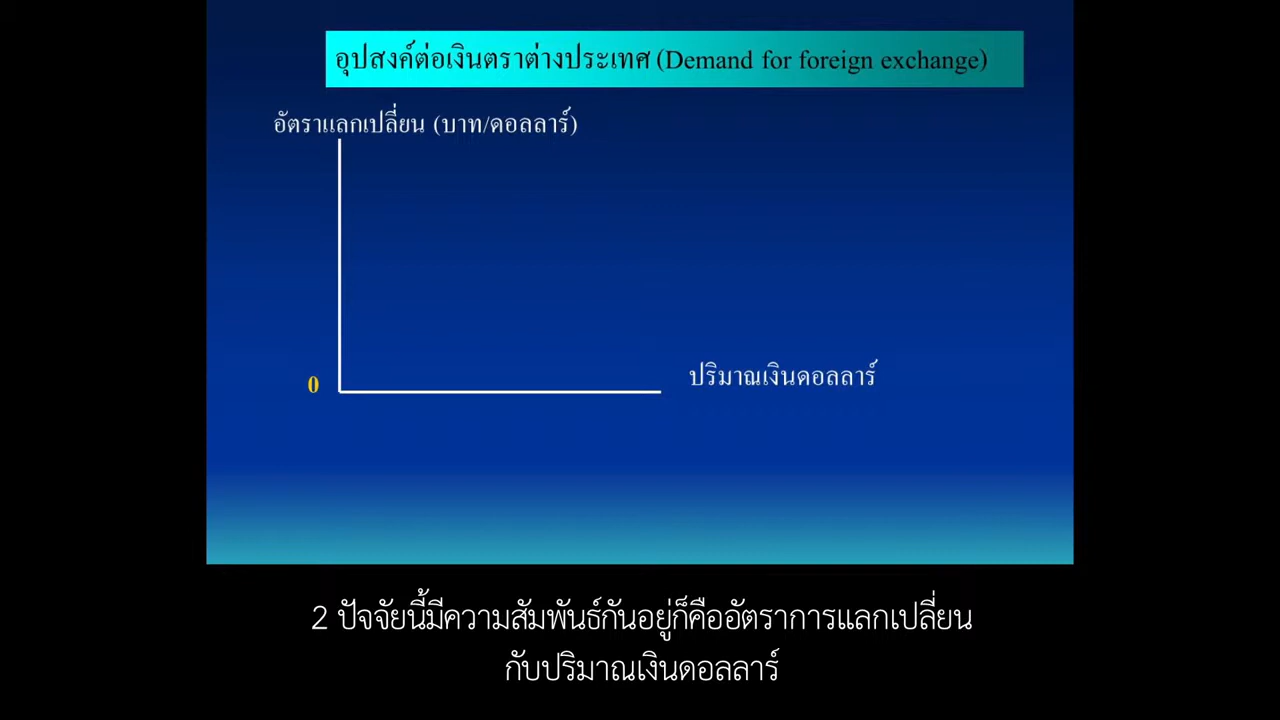 อุปสงค์ต่อเงินตราต่างประเทศ (Demand for foreign exchange)
อัตราแลกเปลี่ยน (บาท/ดอลลาร์)
ปริมาณเงินดอลลาร์
0
2 ปัจจัยนี้มีความสัมพันธ์กันอยู่ก็คืออัตราการแลกเปลี่ยน
กับปริมาณเงินดอลลาร์